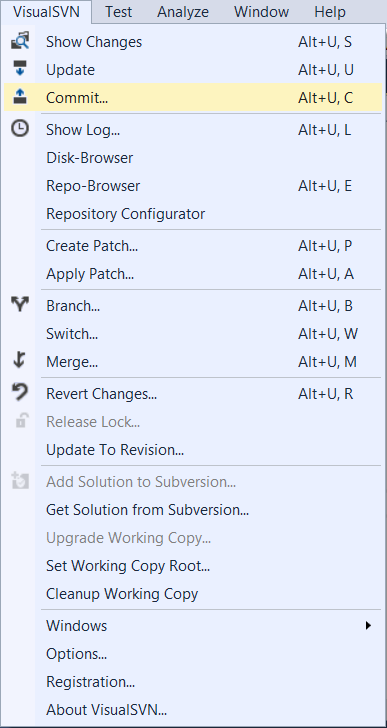 VisualSVN Test Analyze Window Help
Show Changes Alt+U, S
Update Alt+U, U
Commit... Alt+U, C
Show Log... Alt+U, L
Disk-Browser
Repo-Browser Alt+U, E
Repository Configurator
Create Patch... Alt+U, P
Apply Patch... Alt+U, A
Branch... Alt+U, B
Switch... Alt+U, W
Merge... Alt+U, M
Revert Changes... Alt+U, R
Release Lock...
Update To Revision...
Add Solution to Subversion...
Get Solution from Subversion...
Upgrade Working Copy...
Set Working Copy Root...
Cleanup Working Copy
Windows
Options...
Registration...
About VisualSVN...